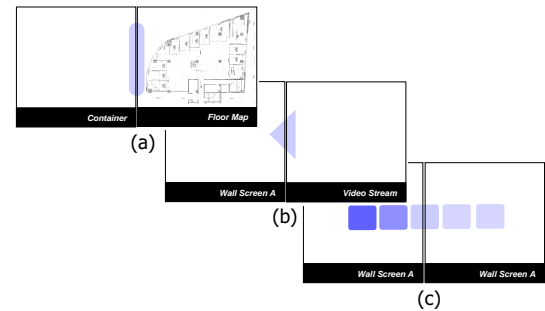 Container
Floor Map
(a)
Wall Screen A
Video Stream
(b)
Wall Screen A
Wall Screen A
(c)